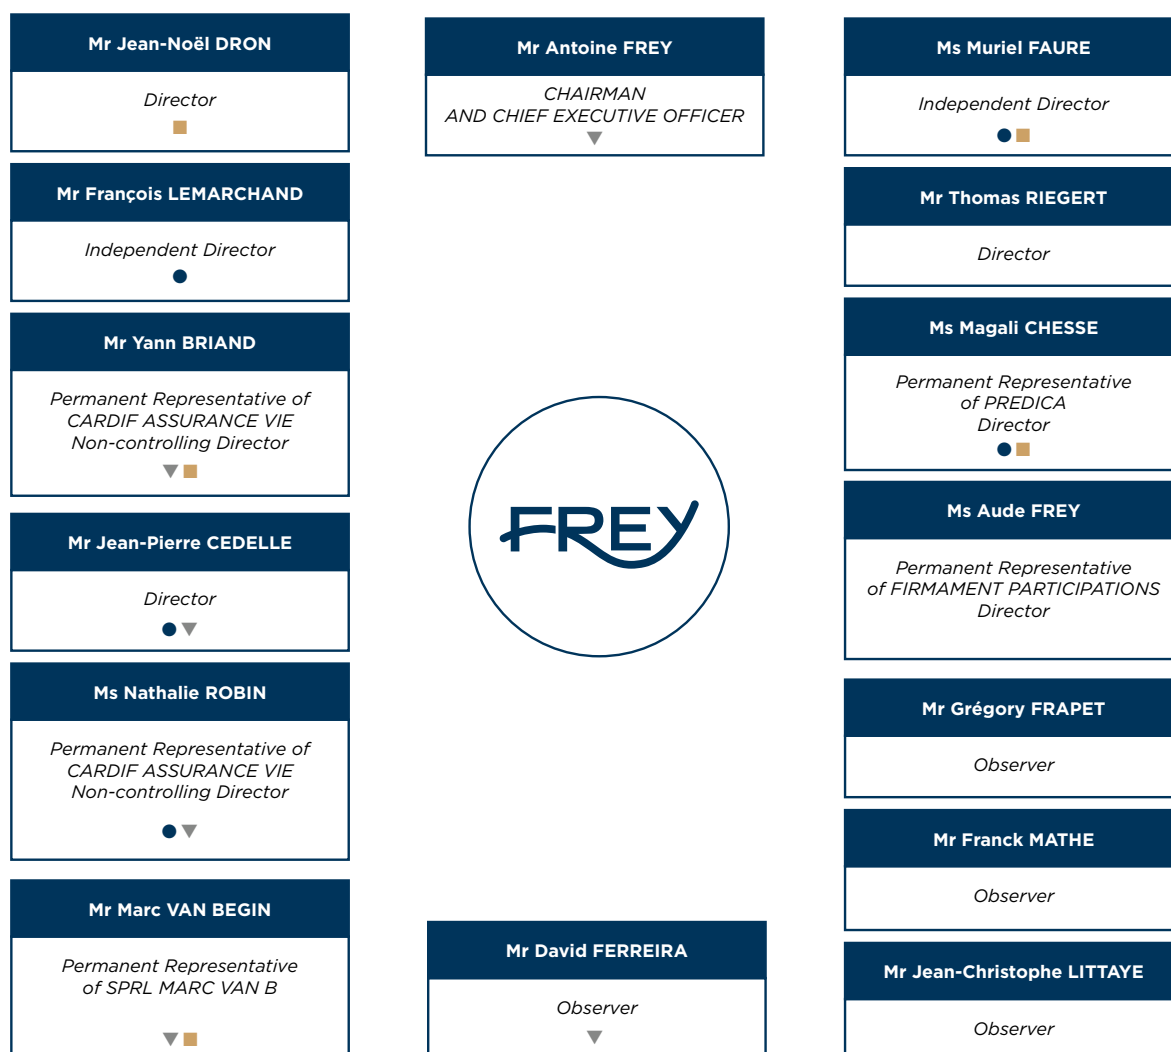 Mr Jean-Noël DRON
Director
Mr François LEMARCHAND
Independent Director
Mr Yann BRIAND
Permanent Representative of
CARDIF ASSURANCE VIE
Non-controlling Director
Mr Jean-Pierre CEDELLE
Director
Ms Nathalie ROBIN
Permanent Representative of
CARDIF ASSURANCE VIE
Non-controlling Director
Mr Marc VAN BEGIN
Permanent Representative
of SPRL MARC VAN B
Mr Antoine FREY
CHAIRMAN
AND CHIEF EXECUTIVE OFFICER
FREY
Mr David FERREIRA
Observer
Ms Muriel FAURE
Independent Director
Mr Thomas RIEGERT
Director
Ms Magali CHESSE
Permanent Representative
of PREDICA
Director
Ms Aude FREY
Permanent Representative
of FIRMAMENT PARTICIPATIONS
Director
Mr Grégory FRAPET
Observer
Mr Franck MATHE
Observer
Mr Jean-Christophe LITTAYE
Observer